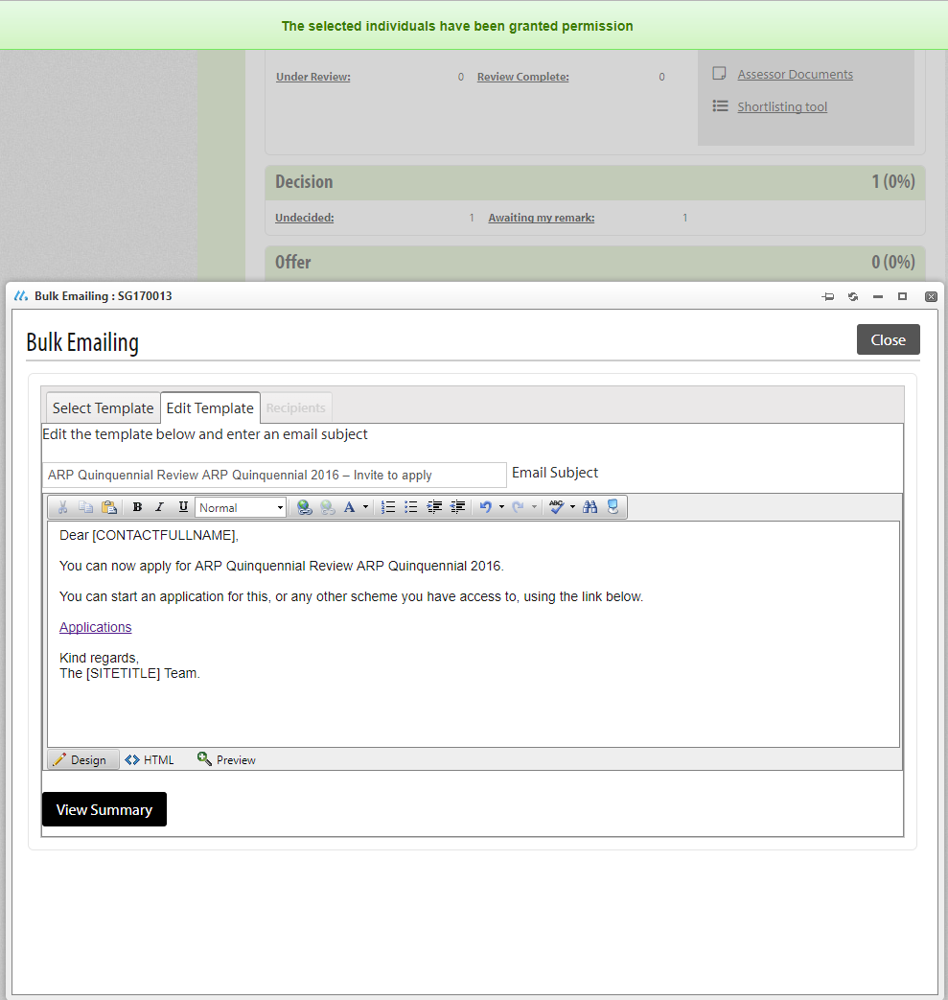 The selected individuals have been granted permission
Under Review: 0 Review Complete: 0
Assessor Documents
Shortlisting tool
Decision 1 (0%)
Undecided: 1 Awaiting my remark: 1
Offer 0 (0%)
Bulk Emailing : SG170013
Bulk Emailing
Close
Select Template Edit Template Recipients
Edit the template below and enter an email subject
ARP Quinquennial Review ARP Quinquennial 2016 – Invite to apply Email Subject
B I U Normal A ABC
Dear [CONTACTFULLNAME],
You can now apply for ARP Quinquennial Review ARP Quinquennial 2016.
You can start an application for this, or any other scheme you have access to, using the link below.
Applications
Kind regards,
The [SITETITLE] Team.
Design HTML Preview
View Summary